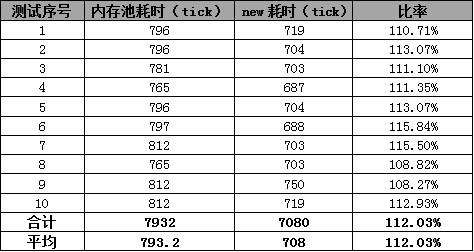 测试序号 内存池耗时（tick） new 耗时（tick） 比率
1 796 719 110.71%
2 796 704 113.07%
3 781 703 111.10%
4 765 687 111.35%
5 796 704 113.07%
6 797 688 115.84%
7 812 703 115.50%
8 765 703 108.82%
9 812 750 108.27%
10 812 719 112.93%
合计 7932 7080 112.03%
平均 793.2 708 112.03%